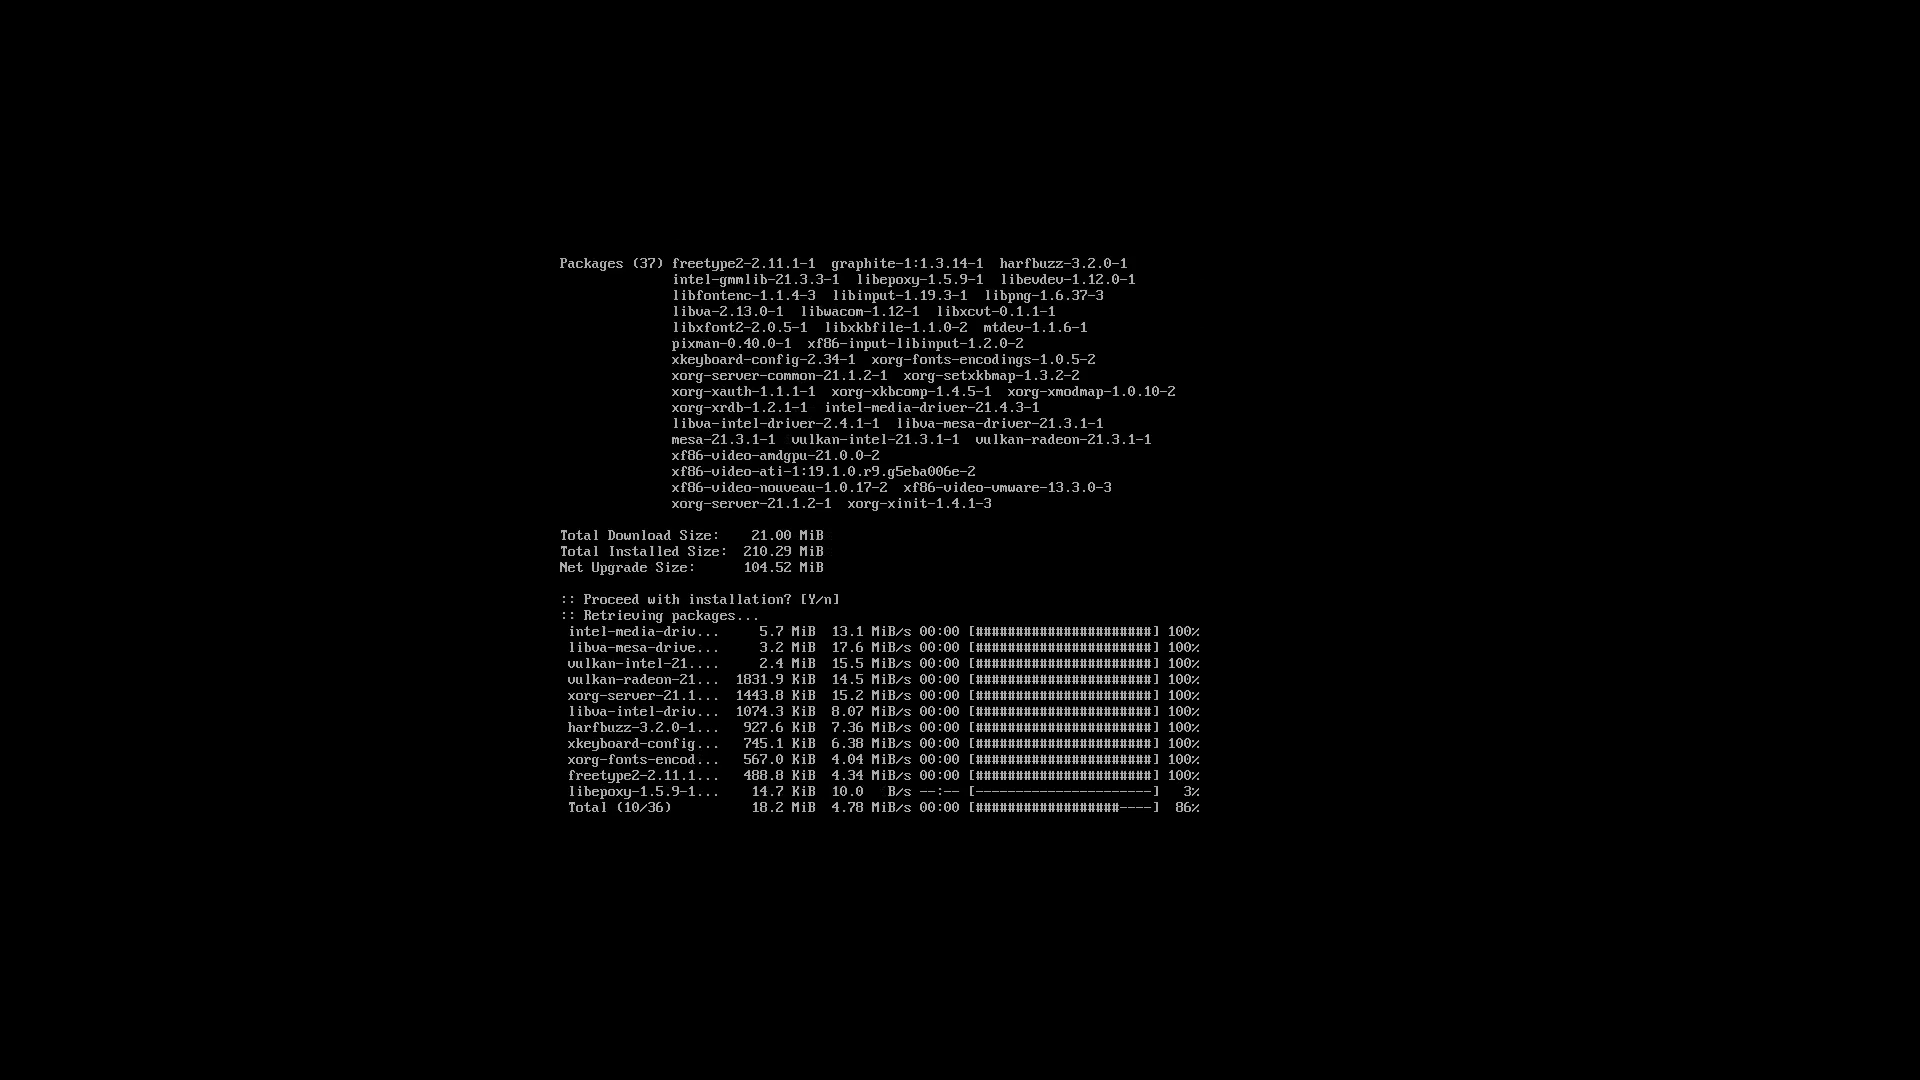 Packages (37) freetype2-2.11.1-1  graphite-1:1.3.14-1  harfbuzz-3.2.0-1
intel-gmmlib-21.3.3-1  libepoxy-1.5.9-1  libevdev-1.12.0-1
libfontenc-1.1.4-3  libinput-1.19.3-1  libpng-1.6.37-3
libva-2.13.0-1  libwacom-1.12-1  libxcvt-0.1.1-1
libxfont2-2.0.5-1  libxkbfile-1.1.0-2  mtdev-1.1.6-1
pixman-0.40.0-1  xf86-input-libinput-1.2.0-2
xkeyboard-config-2.34-1  xorg-fonts-encodings-1.0.5-2
xorg-server-common-21.1.2-1  xorg-setxkbmap-1.3.2-2
xorg-xauth-1.1.1-1  xorg-xkbcomp-1.4.5-1  xorg-xmodmap-1.0.10-2
xorg-xrdb-1.2.1-1  intel-media-driver-21.4.3-1
libva-intel-driver-2.4.1-1  libva-mesa-driver-21.3.1-1
mesa-21.3.1-1  vulkan-intel-21.3.1-1  vulkan-radeon-21.3.1-1
xf86-video-amdgpu-21.0.0-2
xf86-video-ati-1:19.1.0.r9.g5eba006e-2
xf86-video-nouveau-1.0.17-2  xf86-video-vmware-13.3.0-3
xorg-server-21.1.2-1  xorg-xinit-1.4.1-3
Total Download Size:    21.00 MiB
Total Installed Size:  210.29 MiB
Net Upgrade Size:      104.52 MiB
:: Proceed with installation? [Y/n]
:: Retrieving packages...
intel-media-driv...     5.7 MiB  13.1 MiB/s 00:00 [######################] 100%
libva-mesa-drive...     3.2 MiB  17.6 MiB/s 00:00 [######################] 100%
vulkan-intel-21....     2.4 MiB  15.5 MiB/s 00:00 [######################] 100%
vulkan-radeon-21...  1831.9 KiB  14.5 MiB/s 00:00 [######################] 100%
xorg-server-21.1...  1443.8 KiB  15.2 MiB/s 00:00 [######################] 100%
libva-intel-driv...  1074.3 KiB  8.07 MiB/s 00:00 [######################] 100%
harfbuzz-3.2.0-1...   927.6 KiB  7.36 MiB/s 00:00 [######################] 100%
xkeyboard-config...   745.1 KiB  6.38 MiB/s 00:00 [######################] 100%
xorg-fonts-encod...   567.0 KiB  4.04 MiB/s 00:00 [######################] 100%
freetype2-2.11.1...   488.8 KiB  4.34 MiB/s 00:00 [######################] 100%
libepoxy-1.5.9-1...    14.7 KiB  10.0   B/s --:-- [----------------------]   3%
Total (10/36)          18.2 MiB  4.78 MiB/s 00:00 [##################----]  86%